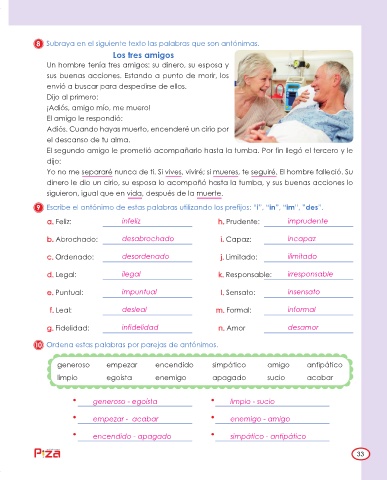 8 Subraya en el siguiente texto las palabras que son antónimas.
Los tres amigos
Un hombre tenía tres amigos: su dinero, su esposa y
sus buenas acciones. Estando a punto de morir, los
envió a buscar para despedirse de ellos.
Dijo al primero:
¡Adiós, amigo mío, me muero!
El amigo le respondió:
Adiós. Cuando hayas muerto, encenderé un cirio por
el descanso de tu alma.
El segundo amigo le prometió acompañarlo hasta la tumba. Por fin llegó el tercero y le
dijo:
Yo no me separaré nunca de ti. Si vives, viviré; si mueres, te seguiré. El hombre falleció. Su
dinero le dio un cirio, su esposa lo acompañó hasta la tumba, y sus buenas acciones lo
siguieron, igual que en vida, después de la muerte.
9 Escribe el antónimo de estas palabras utilizando los prefijos: "i", "in", "im", "des".
a. Feliz: infeliz h. Prudente: imprudente
b. Abrochado: desabrochado i. Capaz: incapaz
c. Ordenado: desordenado j. Limitado: ilimitado
d. Legal: ilegal k. Responsable: irresponsable
e. Puntual: impuntual l. Sensato: insensato
f. Leal: desleal m. Formal: informal
g. Fidelidad: infidelidad n. Amor desamor
10 Ordena estas palabras por parejas de antónimos.
generoso empezar encendido simpático amigo antipático
limpio egoísta enemigo apagado sucio acabar
* generoso - egoísta * limpio - sucio
* empezar - acabar * enemigo - amigo
* encendido - apagado * simpático - antipático
Piza 33